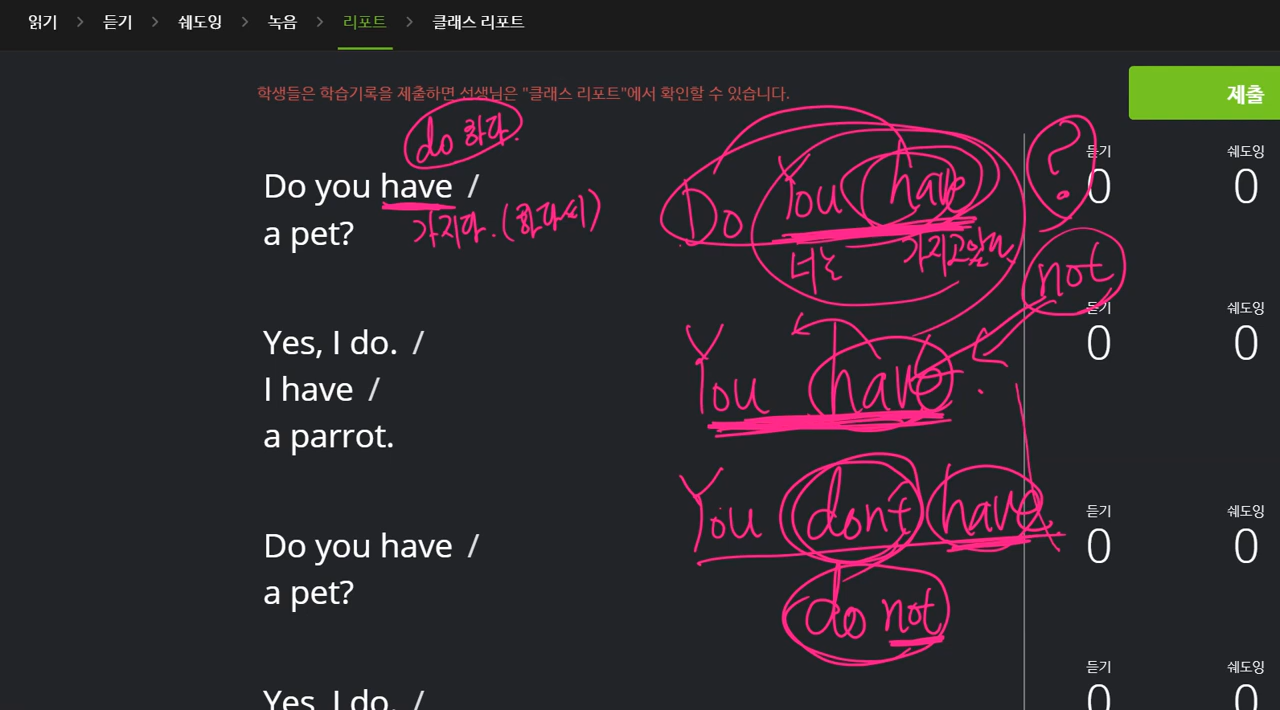 읽기 > 듣기 > 쉐도잉 > 녹음 > 리포트 > 클래스 리포트
학생들은 학습기록을 제출하면 선생님은 "클래스 리포트"에서 확인할 수 있습니다.
제출
do 하다.
Do you have /
a pet?
가지다. (하다씨)
Do You have ?
너는
not
듣기 쉐도잉
0 0
Yes, I do. /
I have /
a parrot.
You have.
듣기 쉐도잉
0 0
Do you have /
a pet?
You don't have
do not
듣기 쉐도잉
0 0
Yes, I do. /
듣기 쉐도잉
0 0